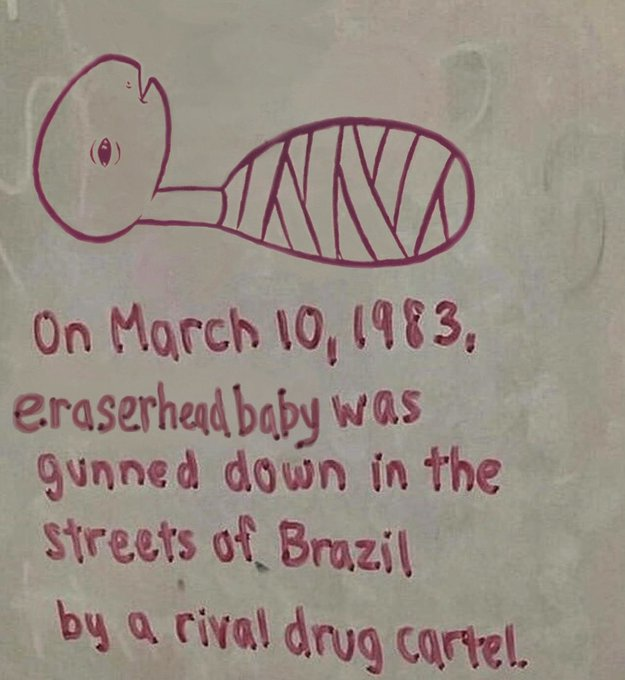 On March 10, 1983,
eraserhead baby was
gunned down in the
streets of Brazil
by a rival drug cartel.